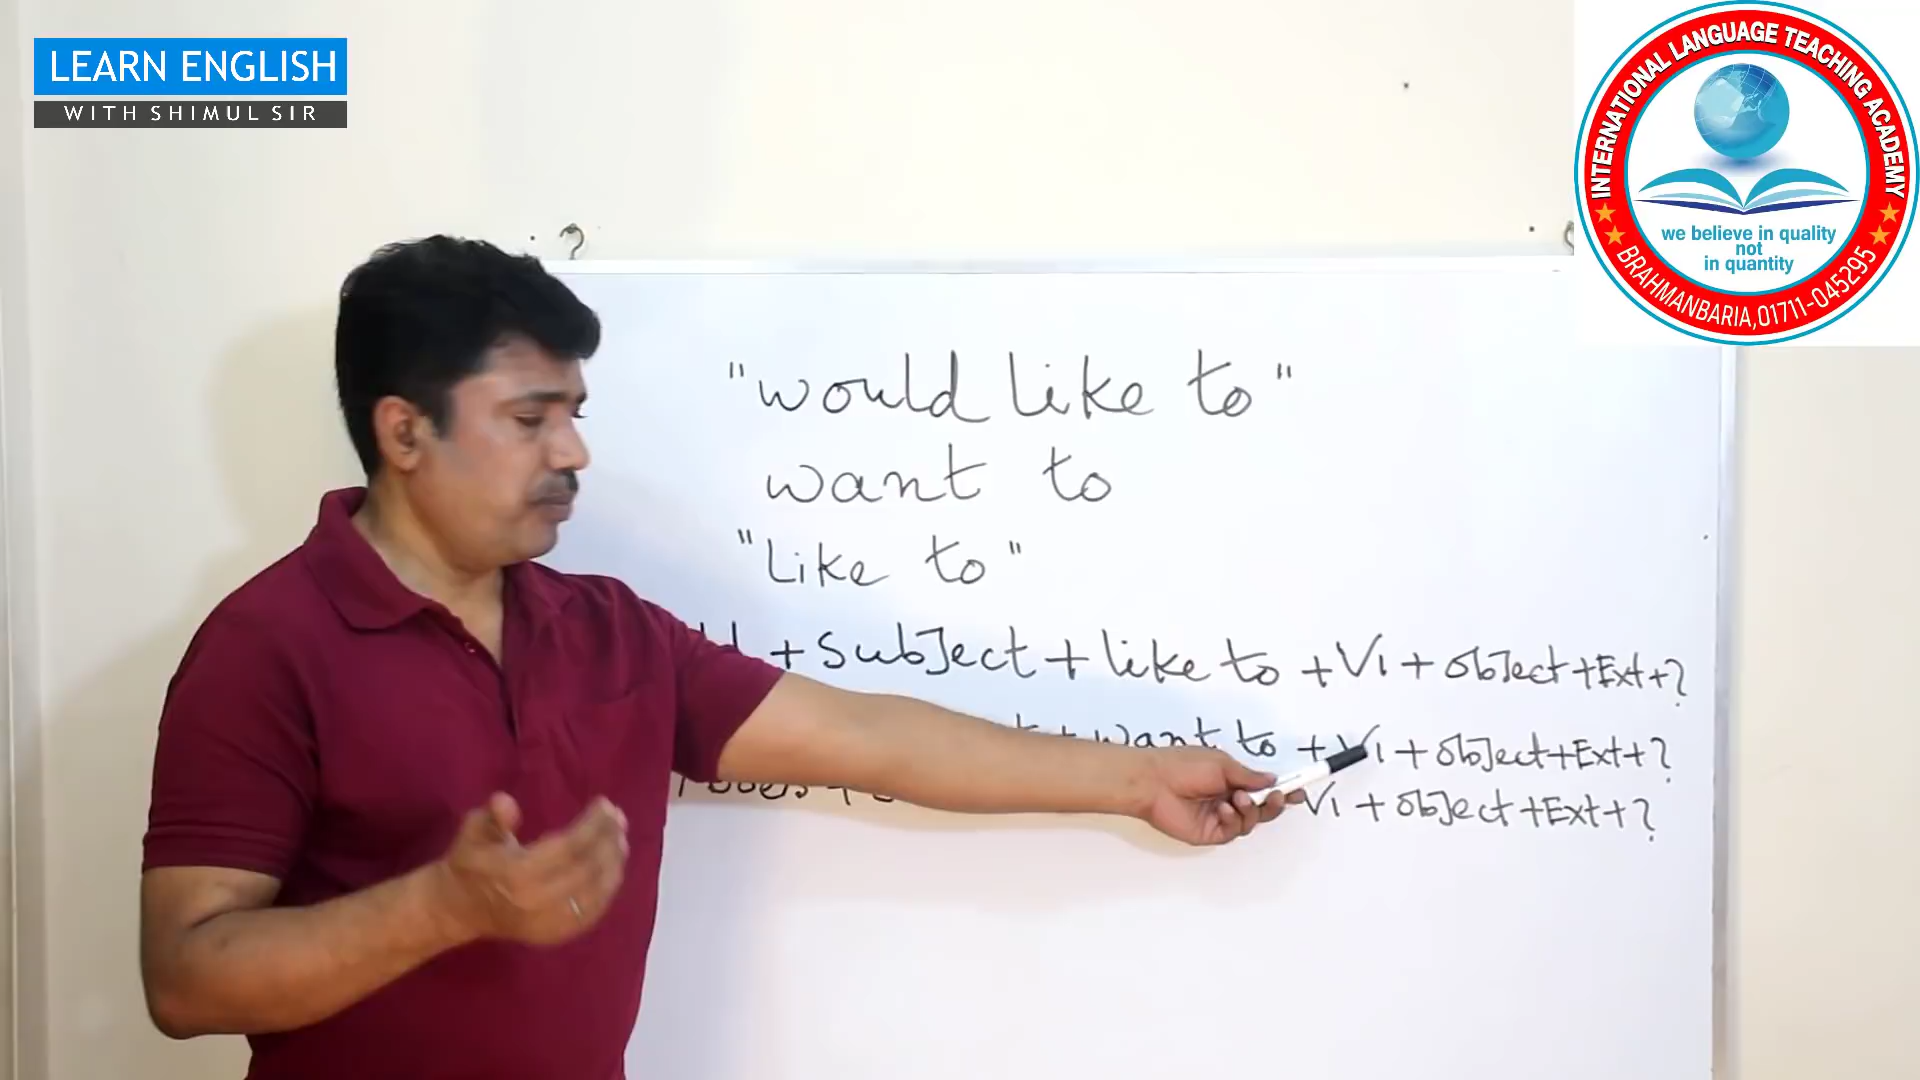 LEARN ENGLISH
WITH SHIMUL SIR
INTERNATIONAL LANGUAGE TEACHING ACADEMY
we believe in quality
not
in quantity
BRAHMANBARIA,01711-045295
"would like to"
want to
"Like to"
+ Subject + like to + V1 + object + Ext + ?
+ want to + V1 + object + Ext + ?
V1 + object + Ext + ?